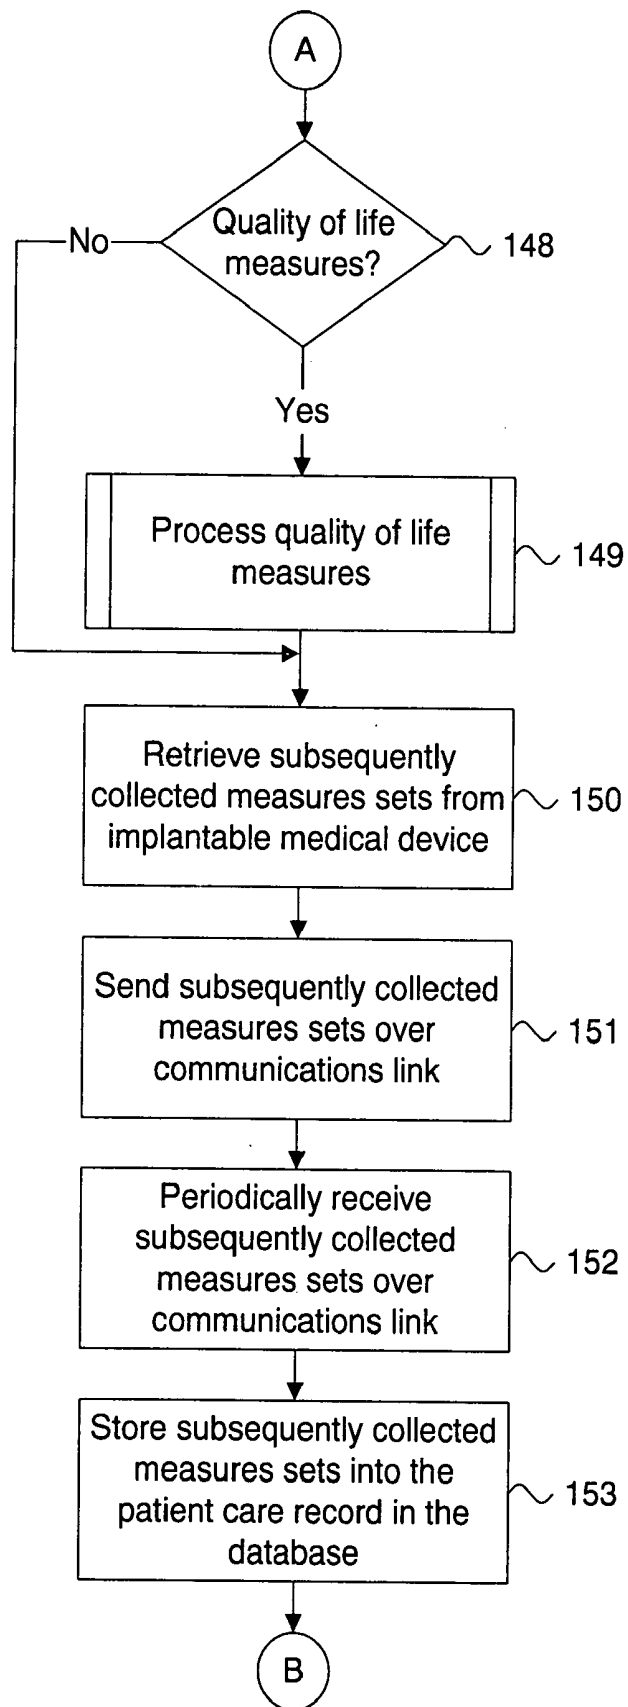 A
Quality of life
measures?
148
No
Yes
Process quality of life
measures
149
Retrieve subsequently
collected measures sets from
implantable medical device
150
Send subsequently collected
measures sets over
communications link
151
Periodically receive
subsequently collected
measures sets over
communications link
152
Store subsequently collected
measures sets into the
patient care record in the
database
153
B